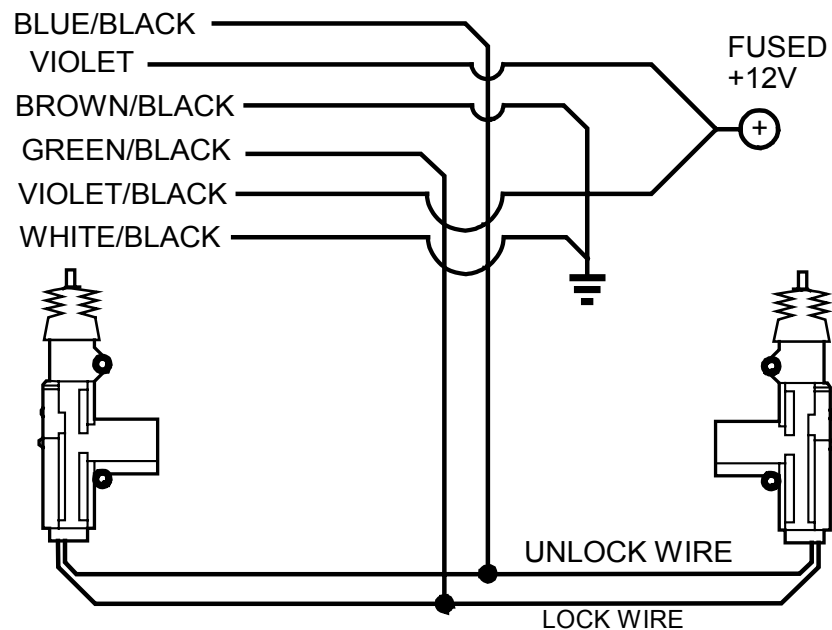 BLUE/BLACK
VIOLET
BROWN/BLACK
GREEN/BLACK
VIOLET/BLACK
WHITE/BLACK
FUSED
+12V
+
UNLOCK WIRE
LOCK WIRE